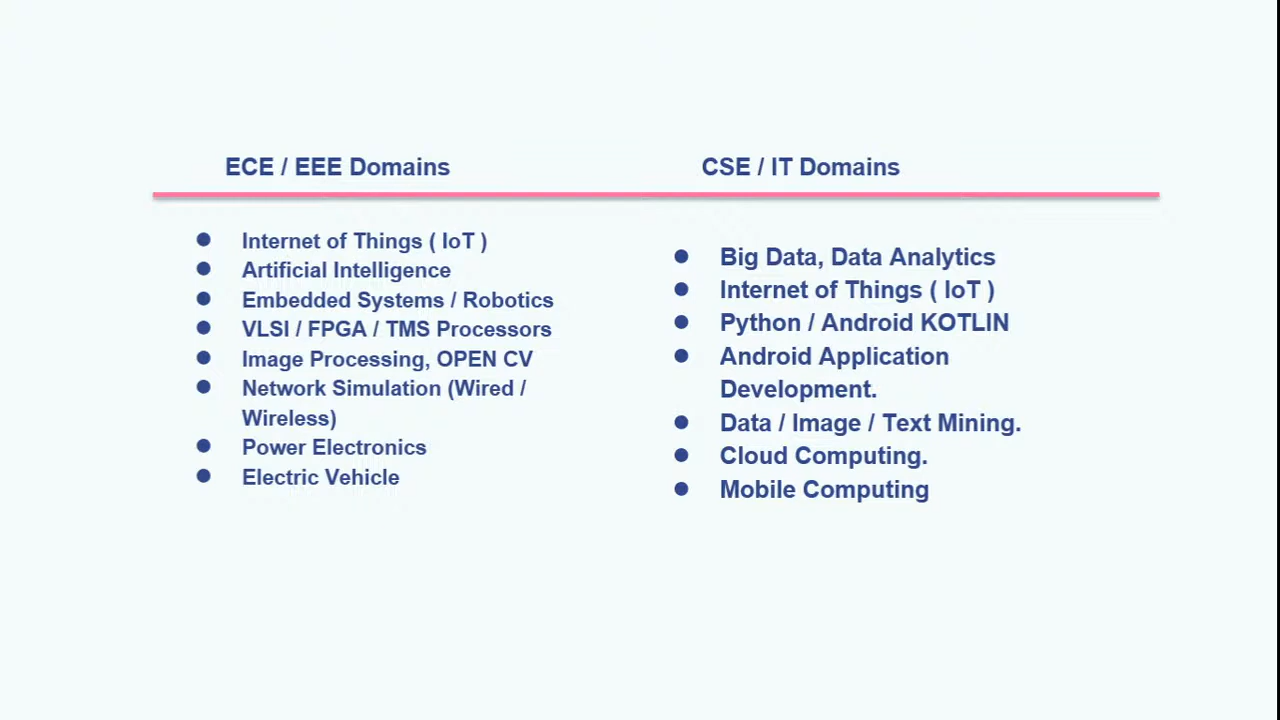 ECE / EEE Domains
Internet of Things ( IoT )
Artificial Intelligence
Embedded Systems / Robotics
VLSI / FPGA / TMS Processors
Image Processing, OPEN CV
Network Simulation (Wired /
Wireless)
Power Electronics
Electric Vehicle
CSE / IT Domains
Big Data, Data Analytics
Internet of Things ( IoT )
Python / Android KOTLIN
Android Application
Development.
Data / Image / Text Mining.
Cloud Computing.
Mobile Computing